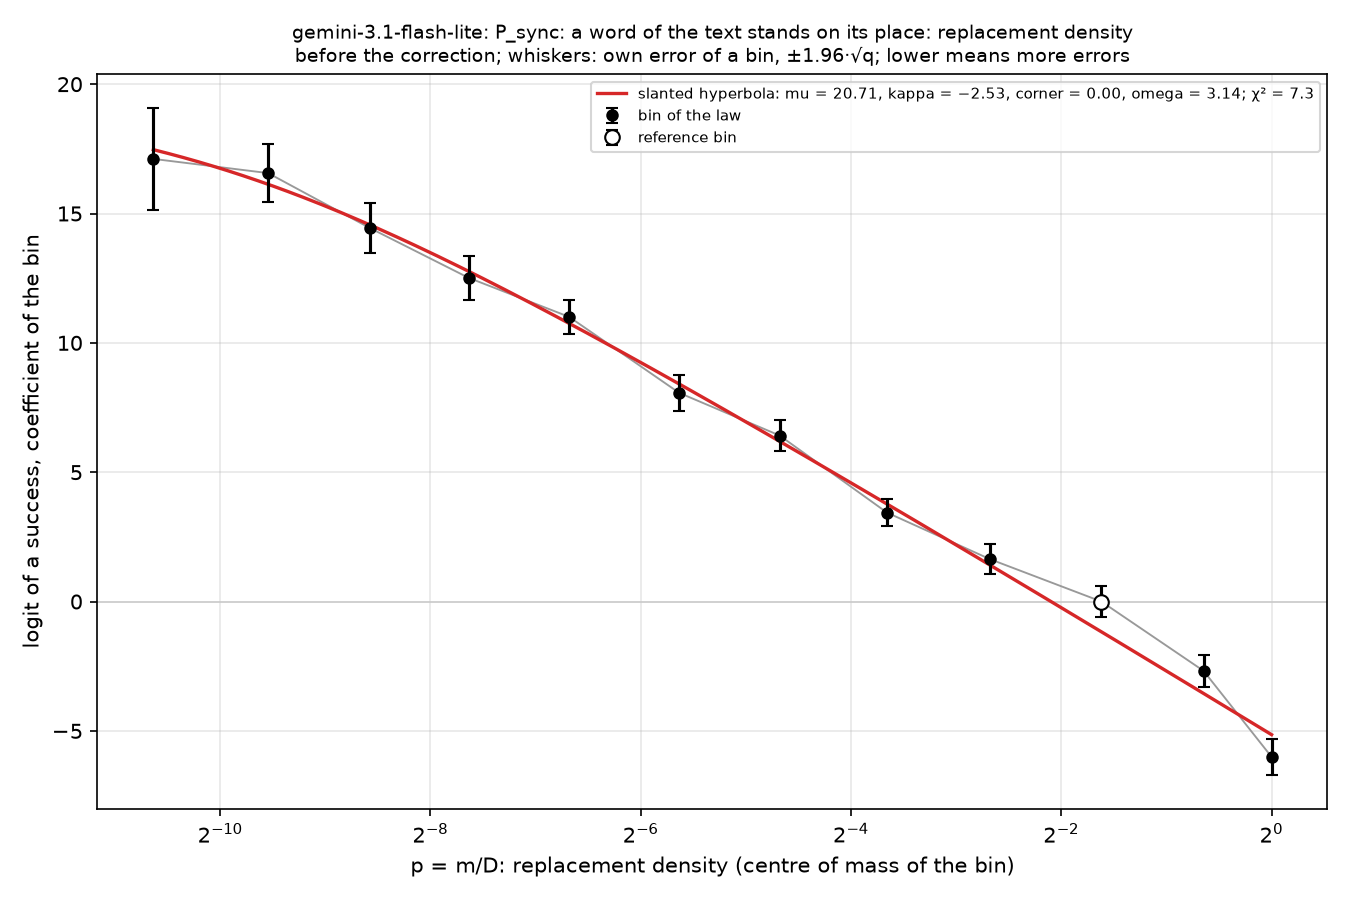 gemini-3.1-flash-lite: P_sync: a word of the text stands on its place: replacement density
before the correction; whiskers: own error of a bin, ±1.96·√q; lower means more errors
slanted hyperbola: mu = 20.71, kappa = −2.53, corner = 0.00, omega = 3.14; χ² = 7.3
bin of the law
reference bin
logit of a success, coefficient of the bin
20
15
10
5
0
−5
2⁻¹⁰
2⁻⁸
2⁻⁶
2⁻⁴
2⁻²
2⁰
p = m/D: replacement density (centre of mass of the bin)